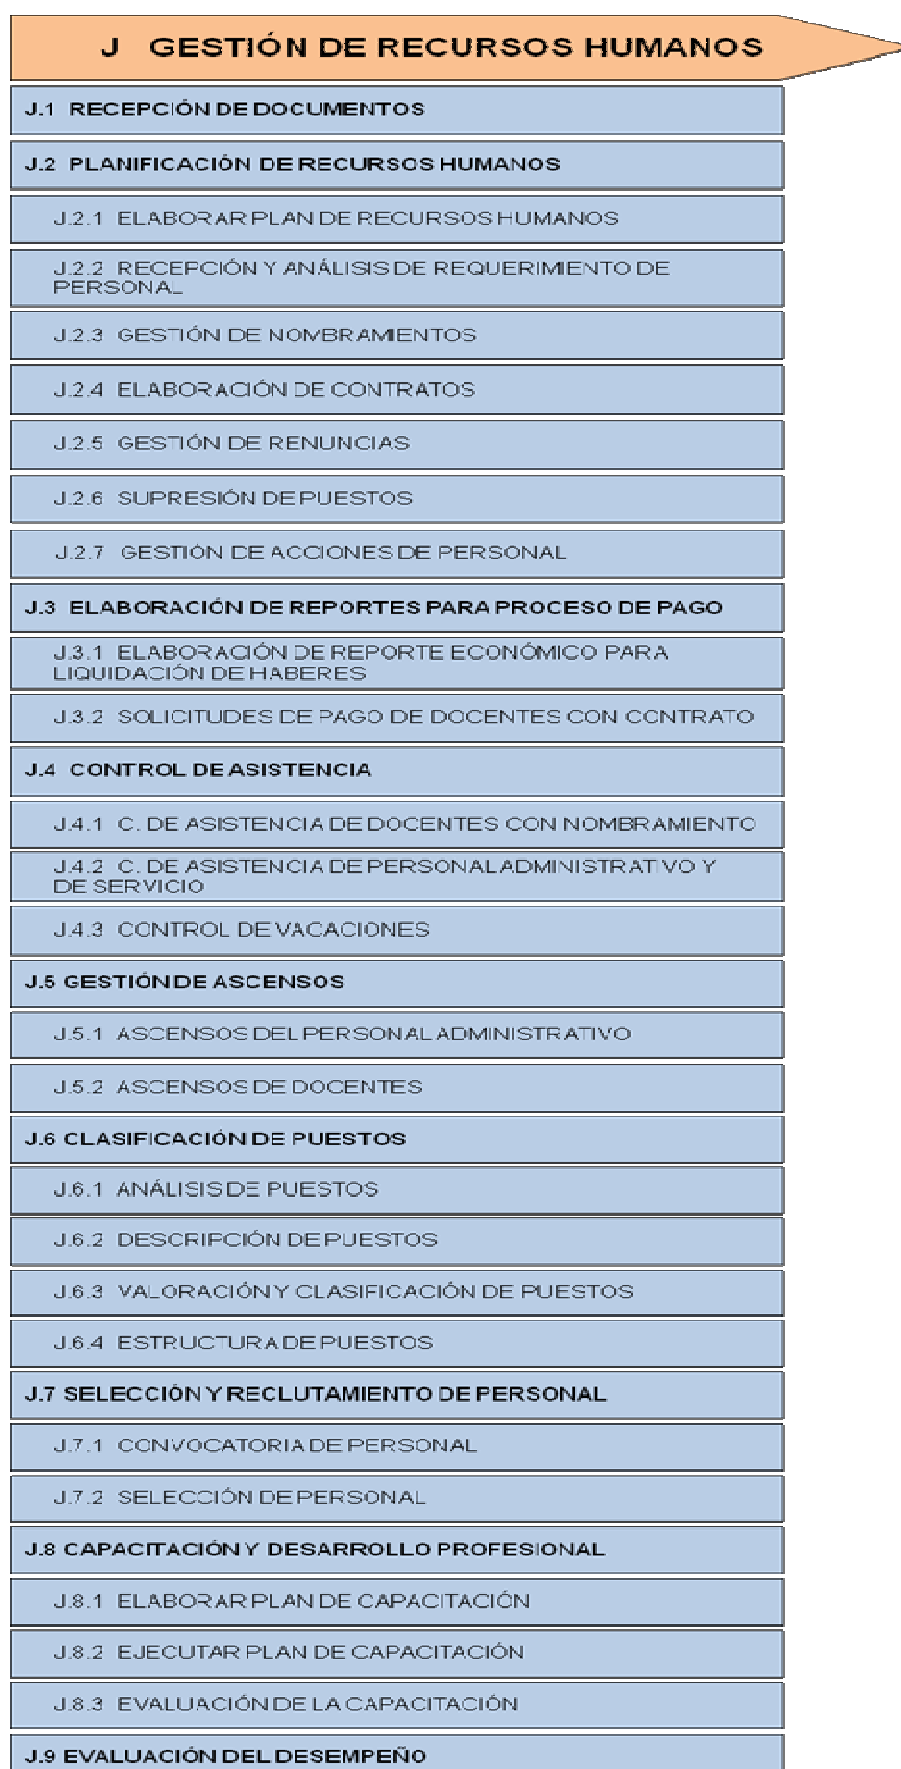 J GESTIÓN DE RECURSOS HUMANOS
J.1 RECEPCIÓN DE DOCUMENTOS
J.2 PLANIFICACIÓN DE RECURSOS HUMANOS
J.2.1 ELABORAR PLAN DE RECURSOS HUMANOS
J.2.2 RECEPCIÓN Y ANÁLISIS DE REQUERIMIENTO DE
PERSONAL
J.2.3 GESTIÓN DE NOMBRAMIENTOS
J.2.4 ELABORACIÓN DE CONTRATOS
J.2.5 GESTIÓN DE RENUNCIAS
J.2.6 SUPRESIÓN DE PUESTOS
J.2.7 GESTIÓN DE ACCIONES DE PERSONAL
J.3 ELABORACIÓN DE REPORTES PARA PROCESO DE PAGO
J.3.1 ELABORACIÓN DE REPORTE ECONÓMICO PARA
LIQUIDACIÓN DE HABERES
J.3.2 SOLICITUDES DE PAGO DE DOCENTES CON CONTRATO
J.4 CONTROL DE ASISTENCIA
J.4.1 C. DE ASISTENCIA DE DOCENTES CON NOMBRAMIENTO
J.4.2 C. DE ASISTENCIA DE PERSONAL ADMINISTRATIVO Y
DE SERVICIO
J.4.3 CONTROL DE VACACIONES
J.5 GESTIÓN DE ASCENSOS
J.5.1 ASCENSOS DEL PERSONAL ADMINISTRATIVO
J.5.2 ASCENSOS DE DOCENTES
J.6 CLASIFICACIÓN DE PUESTOS
J.6.1 ANÁLISIS DE PUESTOS
J.6.2 DESCRIPCIÓN DE PUESTOS
J.6.3 VALORACIÓN Y CLASIFICACIÓN DE PUESTOS
J.6.4 ESTRUCTURA DE PUESTOS
J.7 SELECCIÓN Y RECLUTAMIENTO DE PERSONAL
J.7.1 CONVOCATORIA DE PERSONAL
J.7.2 SELECCIÓN DE PERSONAL
J.8 CAPACITACIÓN Y DESARROLLO PROFESIONAL
J.8.1 ELABORAR PLAN DE CAPACITACIÓN
J.8.2 EJECUTAR PLAN DE CAPACITACIÓN
J.8.3 EVALUACIÓN DE LA CAPACITACIÓN
J.9 EVALUACIÓN DEL DESEMPEÑO